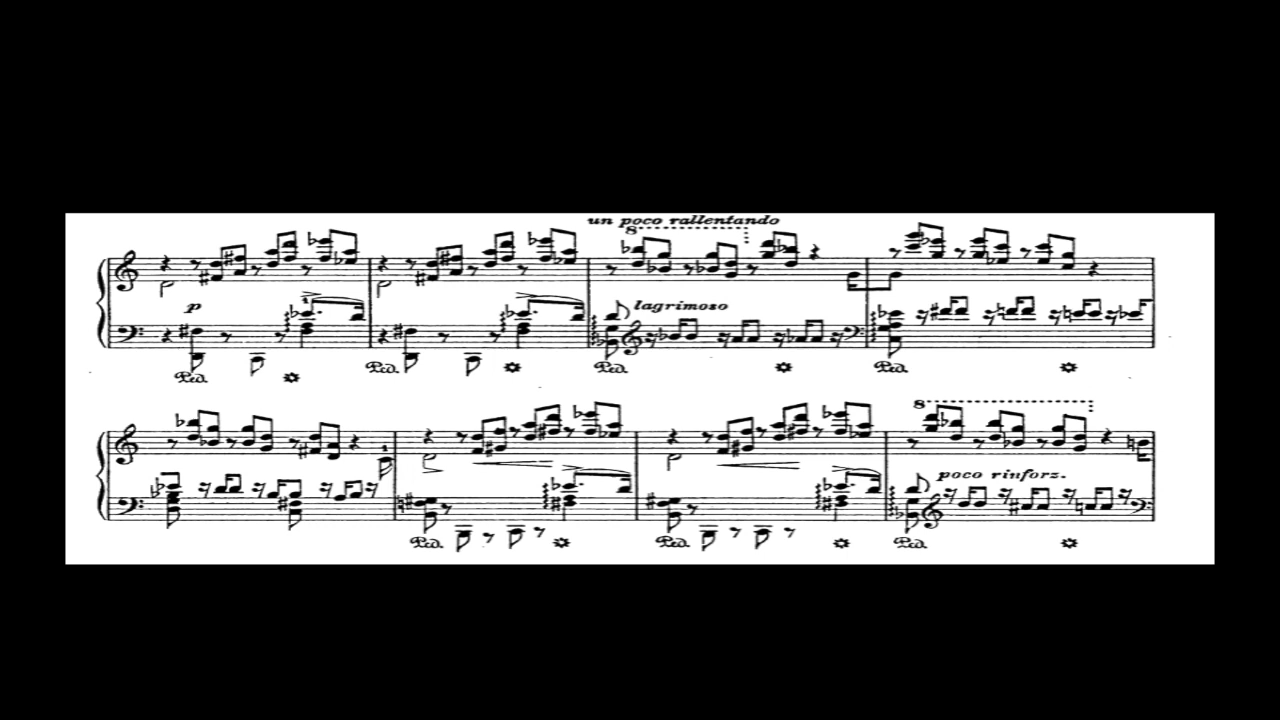 un poco rallentando
8
p
lagrimoso
Ped. Ped. Ped. Ped.
8
poco rinforz.
Ped. Ped. Ped.